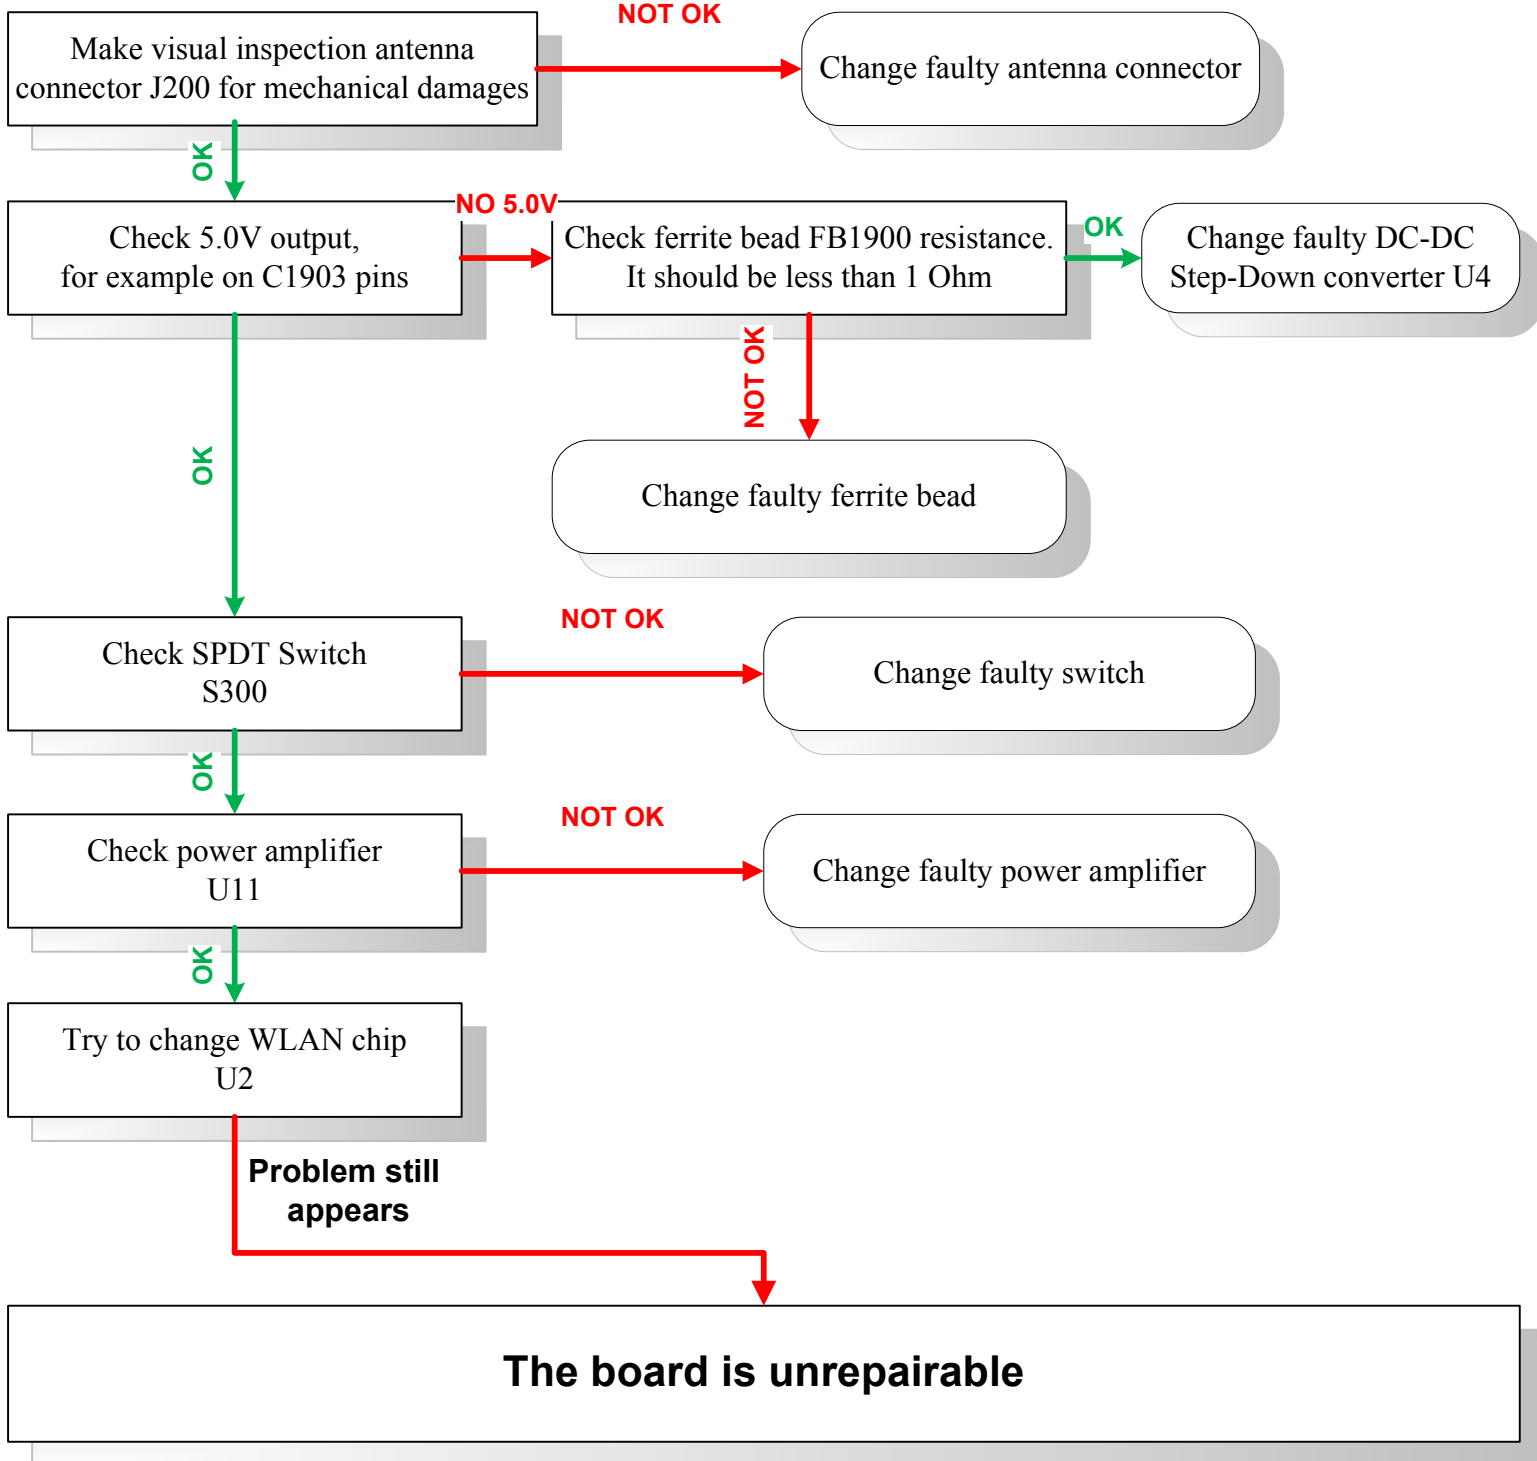 NOT OK
Make visual inspection antenna
connector J200 for mechanical damages
Change faulty antenna connector
OK
NO 5.0V
Check 5.0V output,
for example on C1903 pins
Check ferrite bead FB1900 resistance.
It should be less than 1 Ohm
OK
Change faulty DC-DC
Step-Down converter U4
NOT OK
OK
Change faulty ferrite bead
NOT OK
Check SPDT Switch
S300
Change faulty switch
OK
NOT OK
Check power amplifier
U11
Change faulty power amplifier
OK
Try to change WLAN chip
U2
Problem still
appears
The board is unrepairable